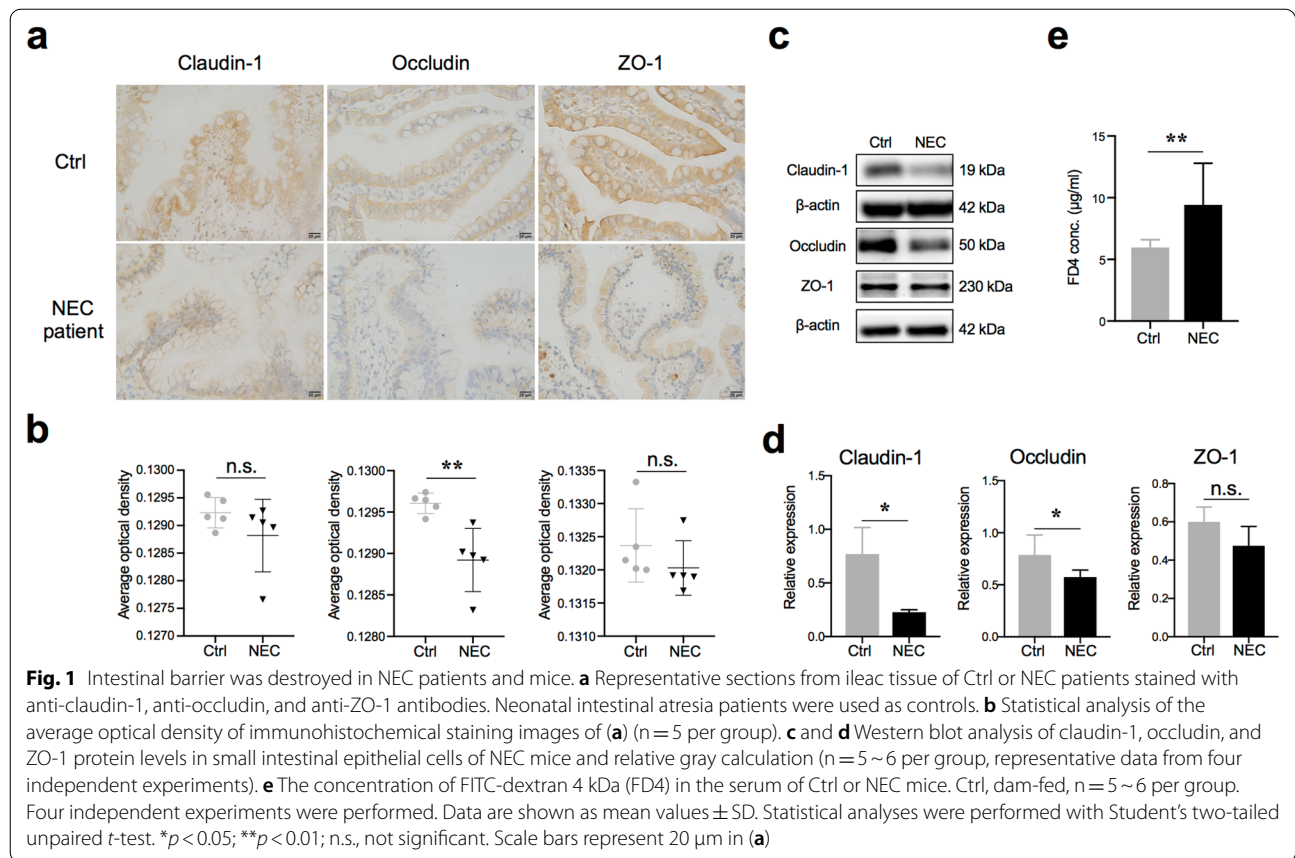 a
Claudin-1 Occludin ZO-1
Ctrl
NEC
patient
20 μm 20 μm 20 μm
20 μm 20 μm 20 μm
b
Average optical density
0.1300
0.1295
0.1290
0.1285
0.1280
0.1275
0.1270
n.s.
Ctrl NEC
Average optical density
0.1300
0.1295
0.1290
0.1285
0.1280
**
Ctrl NEC
Average optical density
0.1335
0.1330
0.1325
0.1320
0.1315
0.1310
n.s.
Ctrl NEC
c
Ctrl NEC
Claudin-1 19 kDa
β-actin 42 kDa
Occludin 50 kDa
ZO-1 230 kDa
β-actin 42 kDa
d
Claudin-1
Relative expression
1.5
1.0
0.5
0.0
*
Ctrl NEC
Occludin
Relative expression
1.5
1.0
0.5
0.0
*
Ctrl NEC
ZO-1
Relative expression
0.8
0.6
0.4
0.2
0.0
n.s.
Ctrl NEC
e
FD4 conc. (μg/ml)
15
10
5
0
**
Ctrl NEC
Fig. 1 Intestinal barrier was destroyed in NEC patients and mice. a Representative sections from ileac tissue of Ctrl or NEC patients stained with
anti-claudin-1, anti-occludin, and anti-ZO-1 antibodies. Neonatal intestinal atresia patients were used as controls. b Statistical analysis of the
average optical density of immunohistochemical staining images of (a) (n = 5 per group). c and d Western blot analysis of claudin-1, occludin, and
ZO-1 protein levels in small intestinal epithelial cells of NEC mice and relative gray calculation (n = 5 ~ 6 per group, representative data from four
independent experiments). e The concentration of FITC-dextran 4 kDa (FD4) in the serum of Ctrl or NEC mice. Ctrl, dam-fed, n = 5 ~ 6 per group.
Four independent experiments were performed. Data are shown as mean values ± SD. Statistical analyses were performed with Student's two-tailed
unpaired t-test. *p < 0.05; **p < 0.01; n.s., not significant. Scale bars represent 20 μm in (a)